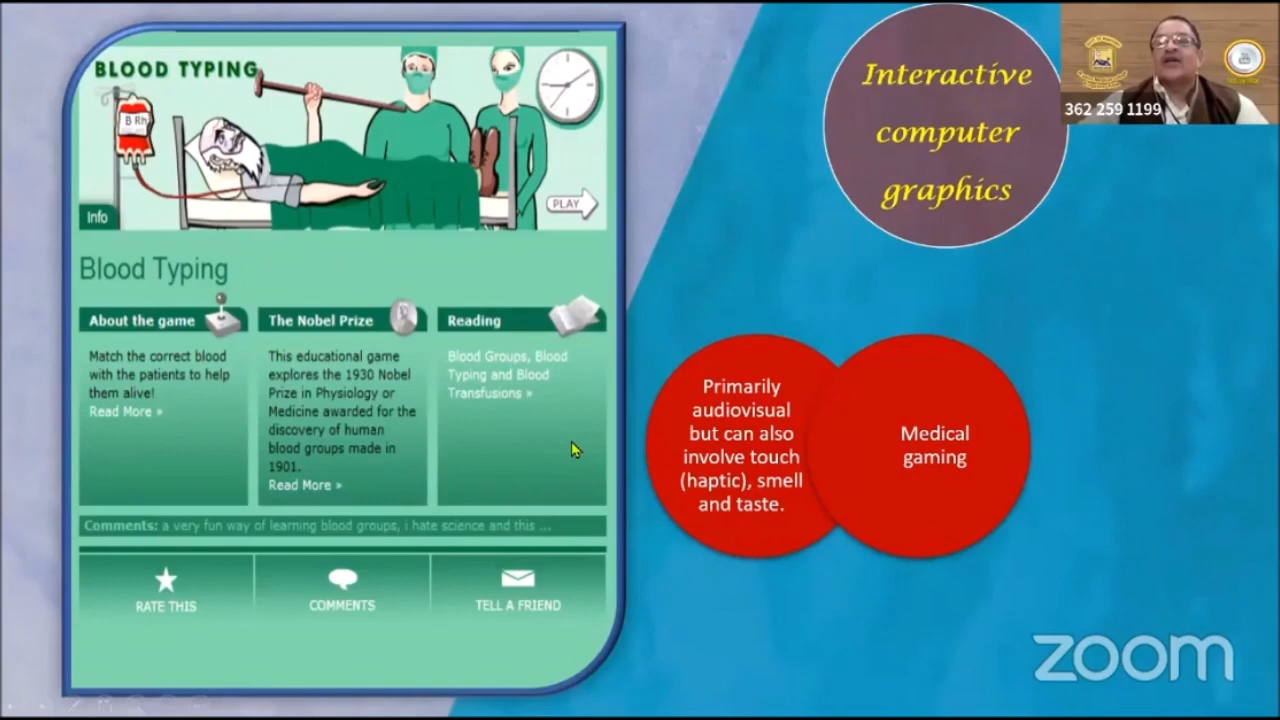 BLOOD TYPING
B Rh
Info
PLAY
Blood Typing
About the game
Match the correct blood
with the patients to help
them alive!
Read More »
The Nobel Prize
This educational game
explores the 1930 Nobel
Prize in Physiology or
Medicine awarded for the
discovery of human
blood groups made in
1901.
Read More »
Reading
Blood Groups, Blood
Typing and Blood
Transfusions »
Comments: a very fun way of learning blood groups, i hate science and this ...
RATE THIS
COMMENTS
TELL A FRIEND
Interactive
computer
graphics
Primarily
audiovisual
but can also
involve touch
(haptic), smell
and taste.
Medical
gaming
362 259 1199
zoom